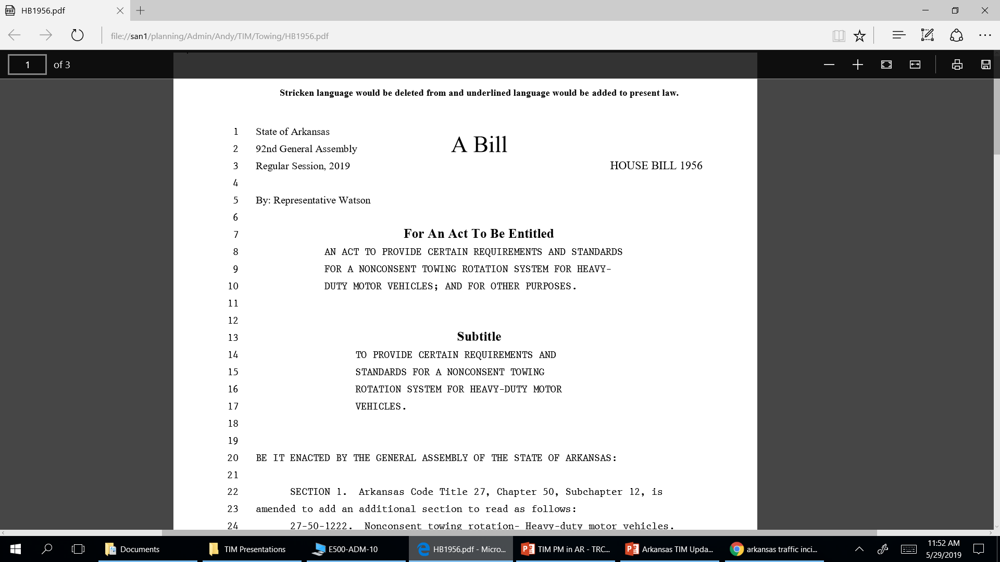 HB1956.pdf
file://san1/planning/Admin/Andy/TIM/Towing/HB1956.pdf
1 of 3
Stricken language would be deleted from and underlined language would be added to present law.
1 State of Arkansas
A Bill
2 92nd General Assembly
3 Regular Session, 2019 HOUSE BILL 1956
4
5 By: Representative Watson
6
7 For An Act To Be Entitled
8 AN ACT TO PROVIDE CERTAIN REQUIREMENTS AND STANDARDS
9 FOR A NONCONSENT TOWING ROTATION SYSTEM FOR HEAVY-
10 DUTY MOTOR VEHICLES; AND FOR OTHER PURPOSES.
11
12
13 Subtitle
14 TO PROVIDE CERTAIN REQUIREMENTS AND
15 STANDARDS FOR A NONCONSENT TOWING
16 ROTATION SYSTEM FOR HEAVY-DUTY MOTOR
17 VEHICLES.
18
19
20 BE IT ENACTED BY THE GENERAL ASSEMBLY OF THE STATE OF ARKANSAS:
21
22 SECTION 1. Arkansas Code Title 27, Chapter 50, Subchapter 12, is
23 amended to add an additional section to read as follows:
24 27-50-1222. Nonconsent towing rotation- Heavy-duty motor vehicles.
Documents TIM Presentations E500-ADM-10 HB1956.pdf - Micro... TIM PM in AR - TRC... Arkansas TIM Upda... arkansas traffic inci... 11:52 AM
5/29/2019